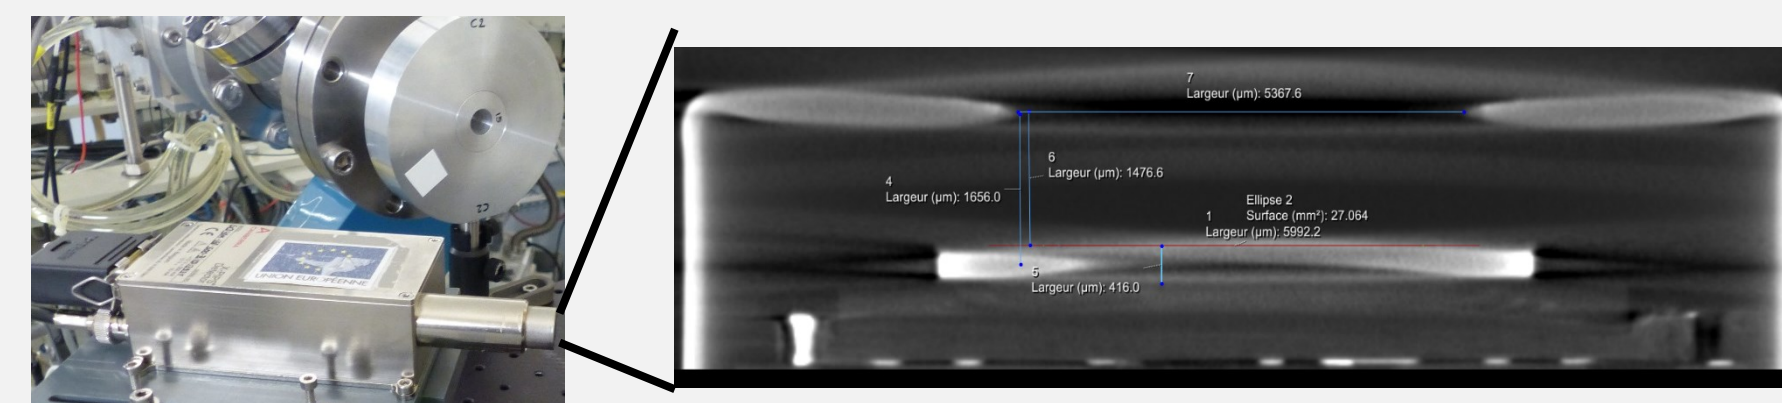 C2
C2
UNION EUROPÉENNE
7
Largeur (µm): 5367.6
6
Largeur (µm): 1476.6
4
Largeur (µm): 1656.0
Ellipse 2
1 Surface (mm²): 27.064
Largeur (µm): 5992.2
5
Largeur (µm): 416.0